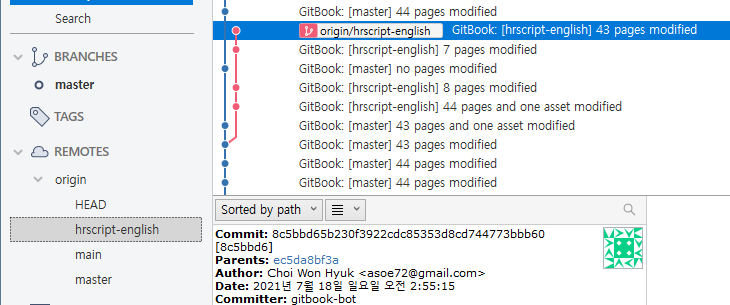 Search
BRANCHES
master
TAGS
REMOTES
origin
HEAD
hrscript-english
main
master
GitBook: [master] 44 pages modified
origin/hrscript-english GitBook: [hrscript-english] 43 pages modified
GitBook: [hrscript-english] 7 pages modified
GitBook: [master] no pages modified
GitBook: [hrscript-english] 8 pages modified
GitBook: [hrscript-english] 44 pages and one asset modified
GitBook: [master] 43 pages and one asset modified
GitBook: [master] 43 pages modified
GitBook: [master] 44 pages modified
GitBook: [master] 44 pages modified
Sorted by path
Commit: 8c5bbd65b230f3922cdc85353d8cd744773bbb60
[8c5bbd6]
Parents: ec5da8bf3a
Author: Choi Won Hyuk <asoe72@gmail.com>
Date: 2021년 7월 18일 일요일 오전 2:55:15
Committer: gitbook-bot